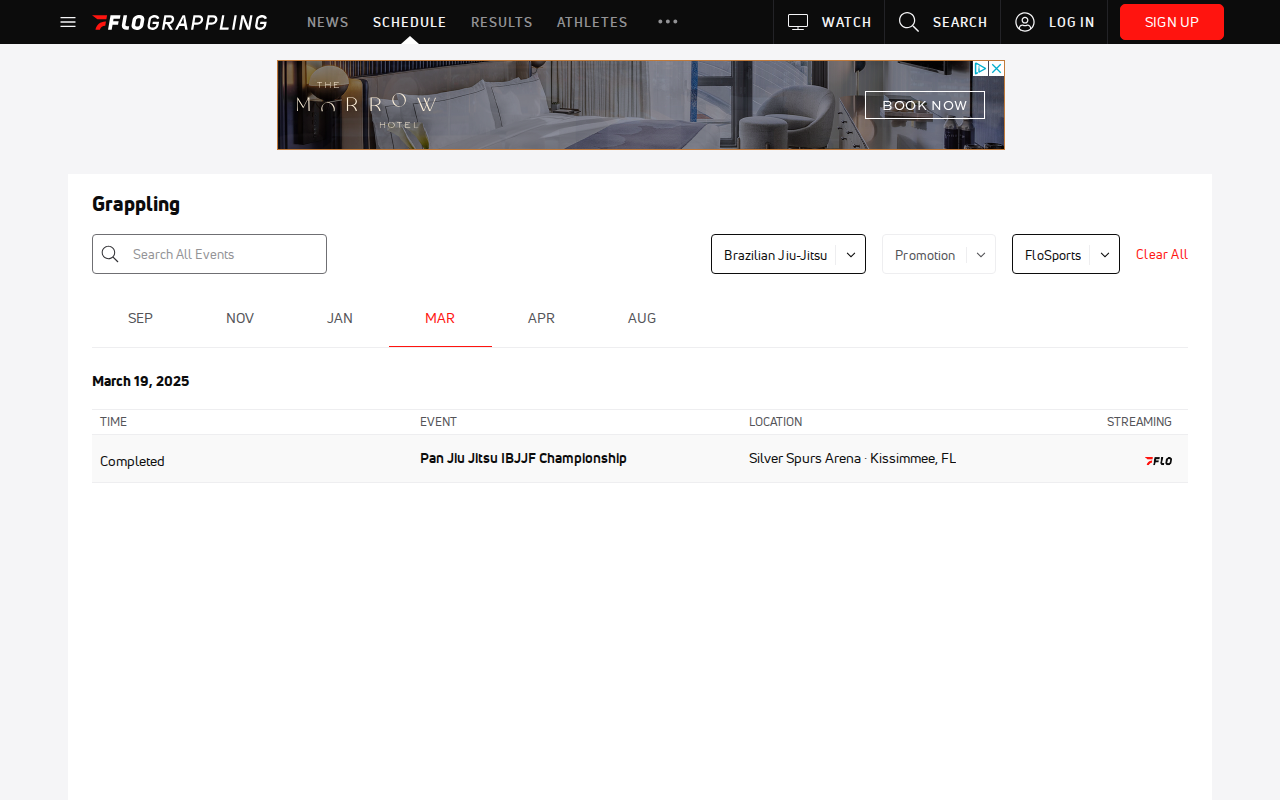 FLOGRAPPLING NEWS SCHEDULE RESULTS ATHLETES WATCH SEARCH LOG IN SIGN UP
THE
MORROW
HOTEL
BOOK NOW
Grappling
Search All Events Brazilian Jiu-Jitsu Promotion FloSports Clear All
SEP NOV JAN MAR APR AUG
March 19, 2025
TIME EVENT LOCATION STREAMING
Completed Pan Jiu Jitsu IBJJF Championship Silver Spurs Arena · Kissimmee, FL FLO